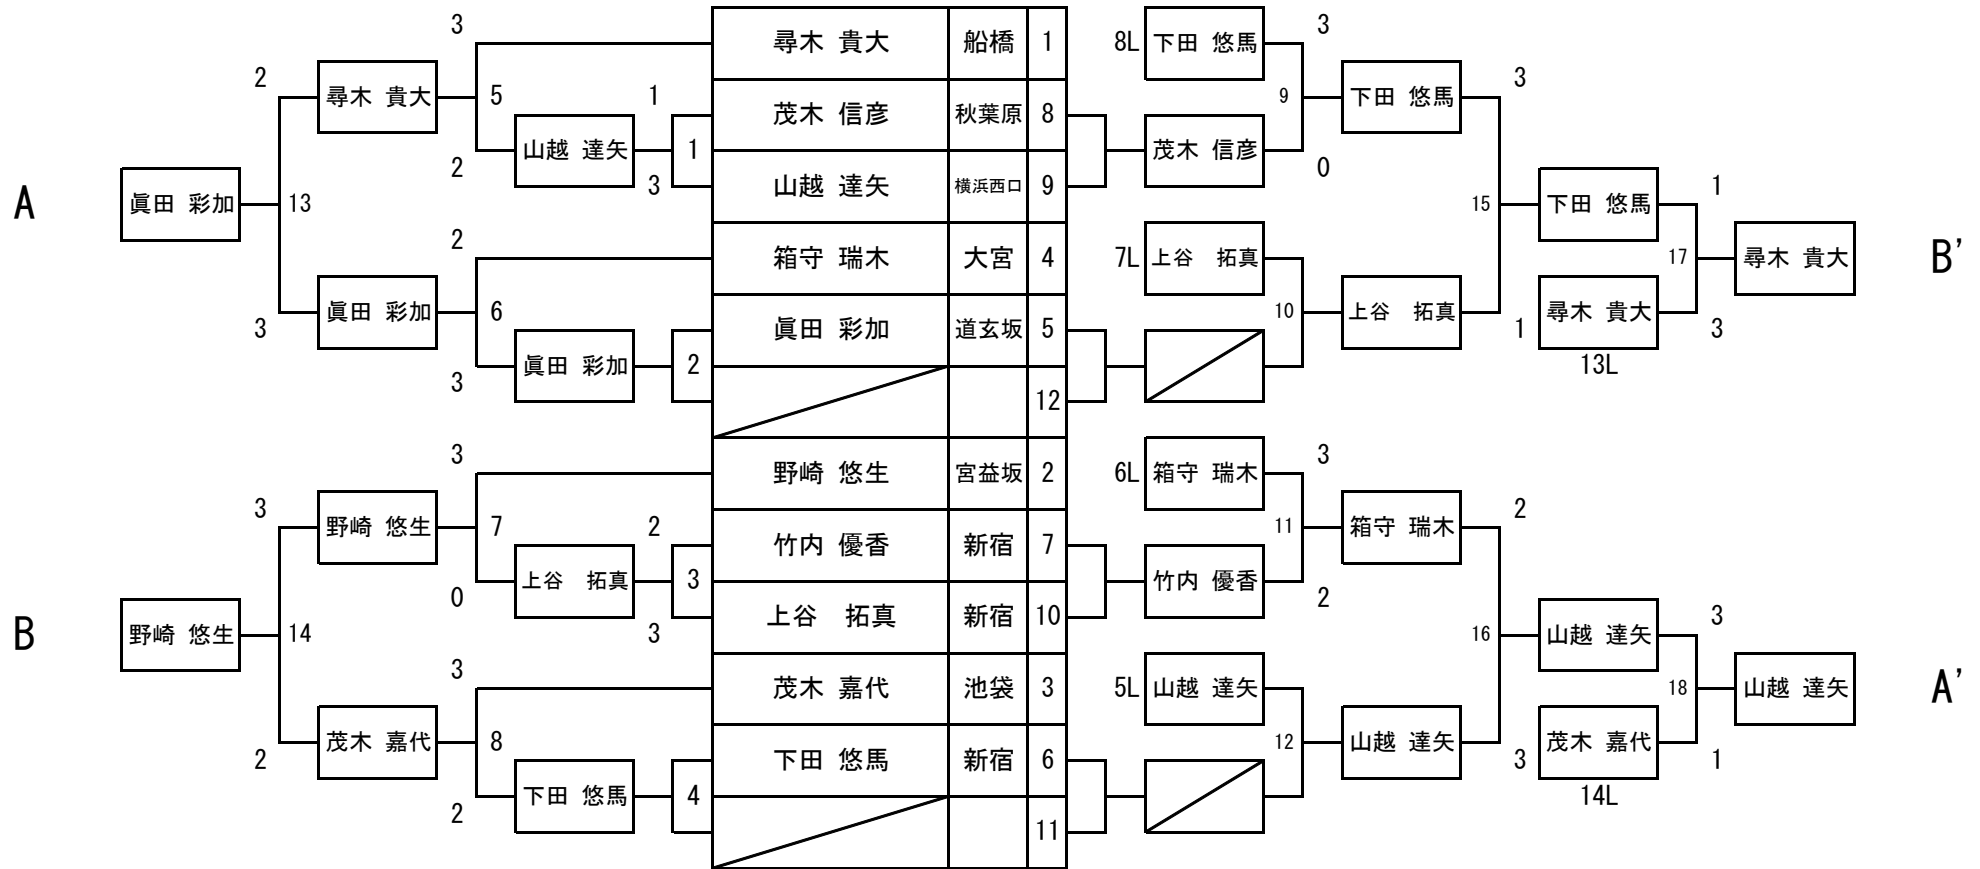 3
尋木 貴大 船橋 1
8L 下田 悠馬 3
2 尋木 貴大 5 1
9 下田 悠馬 3
茂木 信彦 秋葉原 8
2 山越 達矢 3 1
茂木 信彦 0
山越 達矢 横浜西口 9
A 眞田 彩加 13
15 下田 悠馬 1
2
箱守 瑞木 大宮 4
7L 上谷 拓真
17 尋木 貴大 B'
3 眞田 彩加 6
眞田 彩加 道玄坂 5
10 上谷 拓真 1 尋木 貴大 3
13L
3 眞田 彩加 2
12
3
野崎 悠生 宮益坂 2
6L 箱守 瑞木 3
3 野崎 悠生 7 2
竹内 優香 新宿 7
11 箱守 瑞木 2
0 上谷 拓真 3 3
竹内 優香 2
上谷 拓真 新宿 10
B 野崎 悠生 14
16 山越 達矢 3
3
茂木 嘉代 池袋 3
5L 山越 達矢
18 山越 達矢 A'
2 茂木 嘉代 8
下田 悠馬 新宿 6
12 山越 達矢 3 茂木 嘉代 1
14L
2 下田 悠馬 4
11